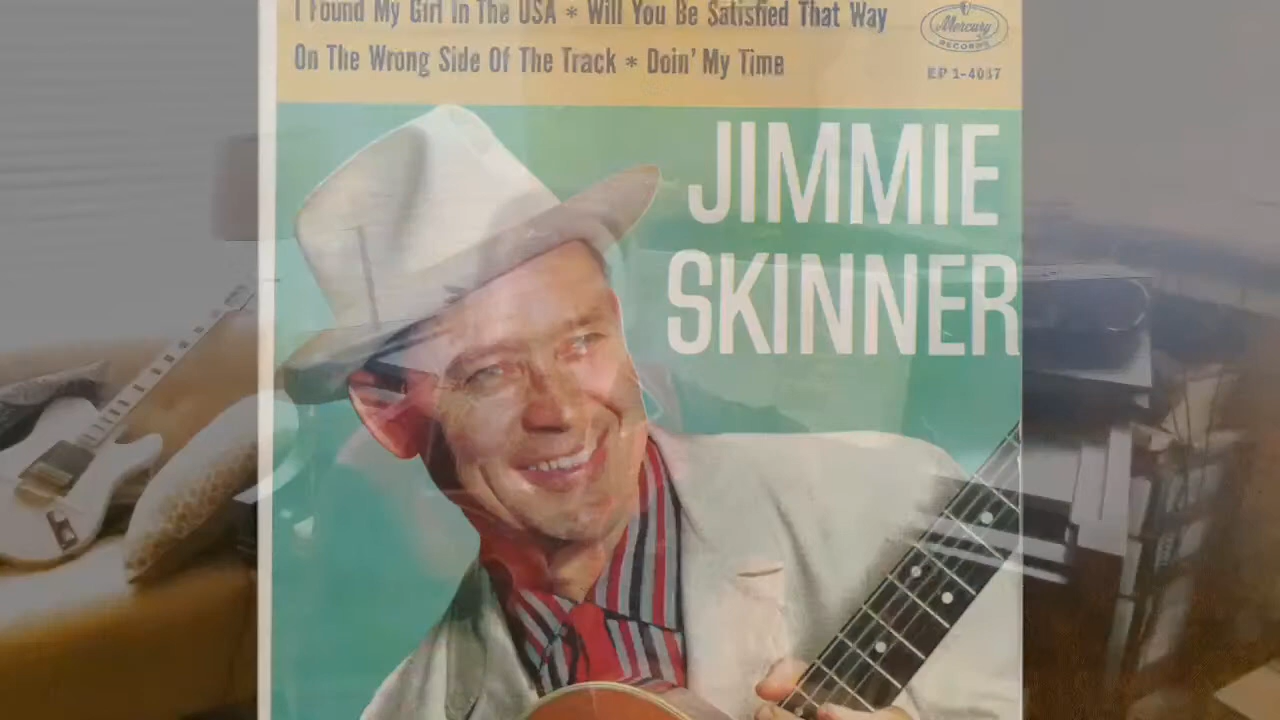 I Found My Girl In The USA * Will You Be Satisfied That Way
On The Wrong Side Of The Track * Doin' My Time
Mercury
RECORDS
EP 1-4037
JIMMIE
SKINNER